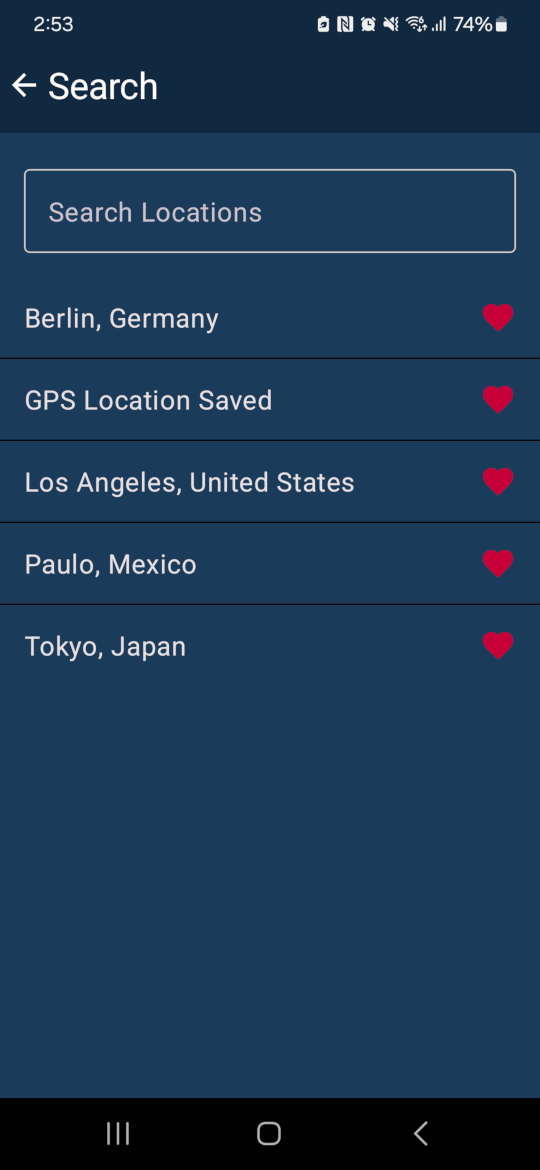 2:53
74%
Search
Search Locations
Berlin, Germany
GPS Location Saved
Los Angeles, United States
Paulo, Mexico
Tokyo, Japan